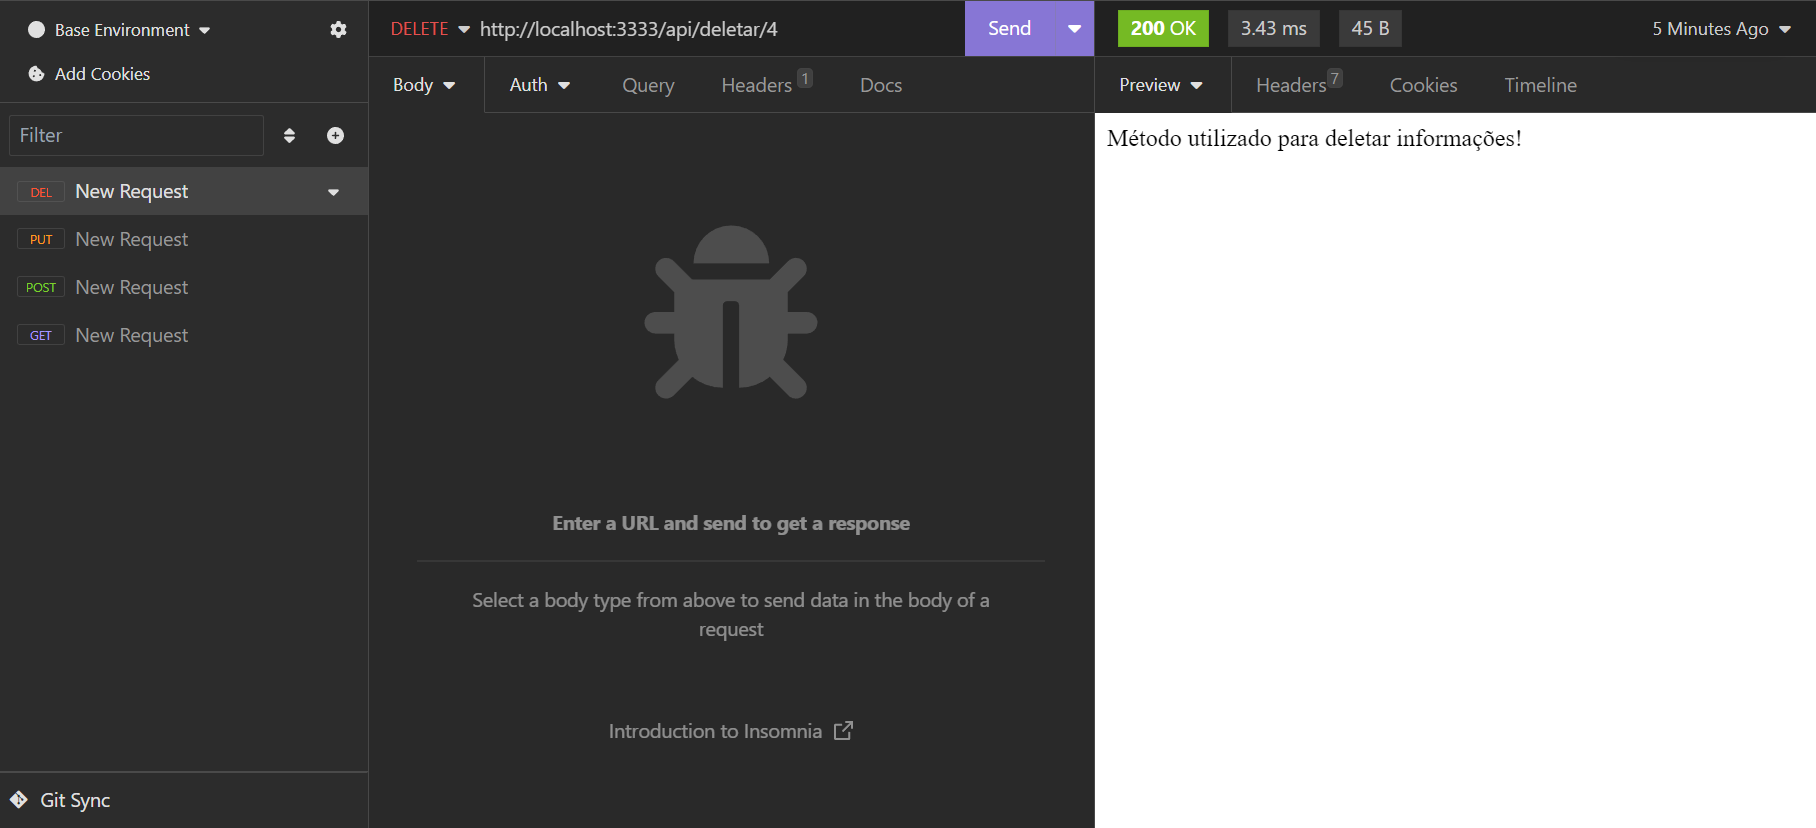 Base Environment
Add Cookies
Filter
DEL New Request
PUT New Request
POST New Request
GET New Request
Git Sync
DELETE http://localhost:3333/api/deletar/4 Send
Body Auth Query Headers 1 Docs
Enter a URL and send to get a response
Select a body type from above to send data in the body of a
request
Introduction to Insomnia
200 OK 3.43 ms 45 B 5 Minutes Ago
Preview Headers 7 Cookies Timeline
Método utilizado para deletar informações!